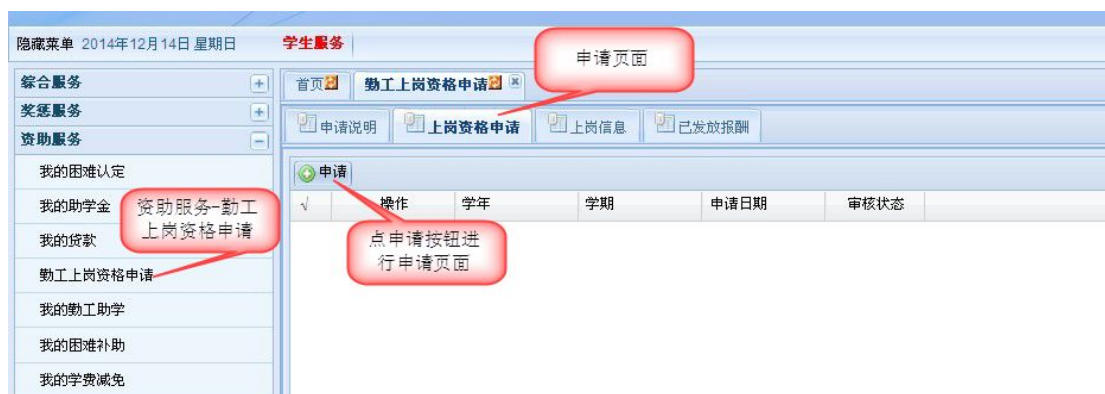 隐藏菜单 2014年12月14日 星期日 学生服务
申请页面
综合服务
首页 勤工上岗资格申请
奖惩服务
申请说明 上岗资格申请 上岗信息 已发放报酬
资助服务
我的困难认定
申请
我的助学金
资助服务-勤工
上岗资格申请
√ 操作 学年 学期 申请日期 审核状态
我的贷款
点申请按钮进
行申请页面
勤工上岗资格申请
我的勤工助学
我的困难补助
我的学费减免